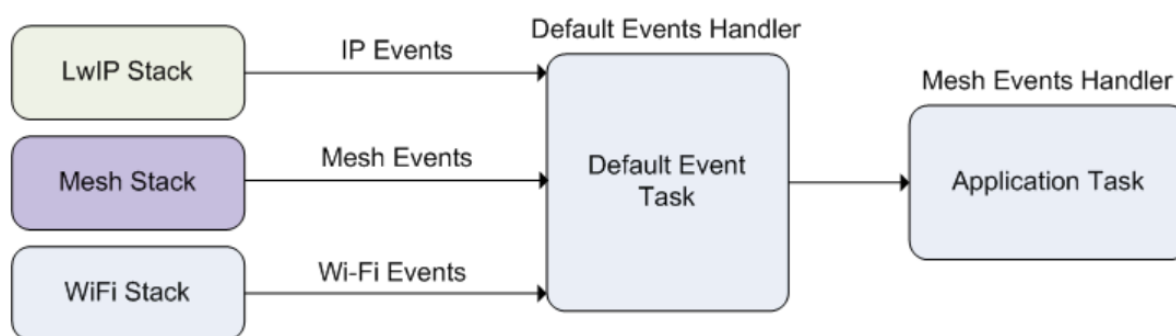 Default Events Handler
LwIP Stack
IP Events
Mesh Events Handler
Mesh Stack
Mesh Events
Default Event
Task
Application Task
WiFi Stack
Wi-Fi Events